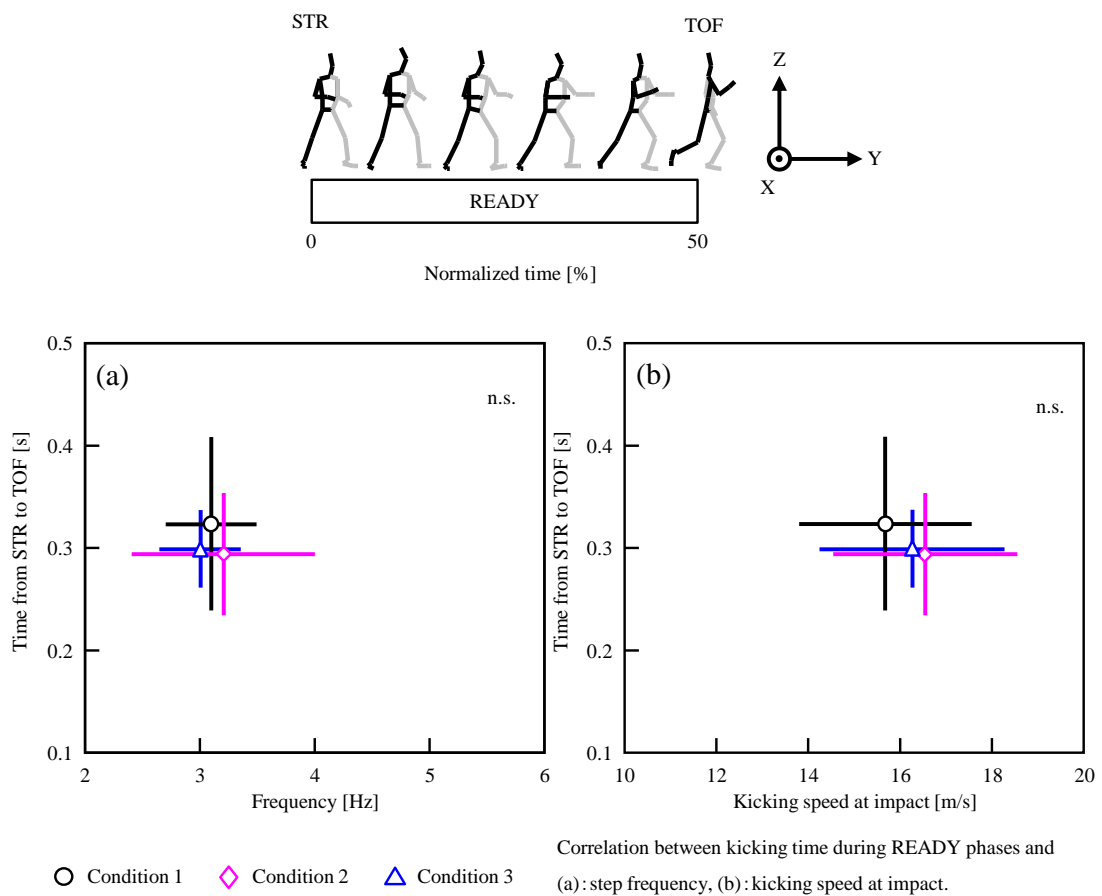 STR
TOF
Z
Y
X
READY
0
50
Normalized time [%]
(a)
n.s.
0.5
0.4
0.3
0.2
0.1
Time from STR to TOF [s]
2
3
4
5
6
Frequency [Hz]
(b)
n.s.
0.5
0.4
0.3
0.2
0.1
Time from STR to TOF [s]
10
12
14
16
18
20
Kicking speed at impact [m/s]
Condition 1
Condition 2
Condition 3
Correlation between kicking time during READY phases and
(a): step frequency, (b): kicking speed at impact.